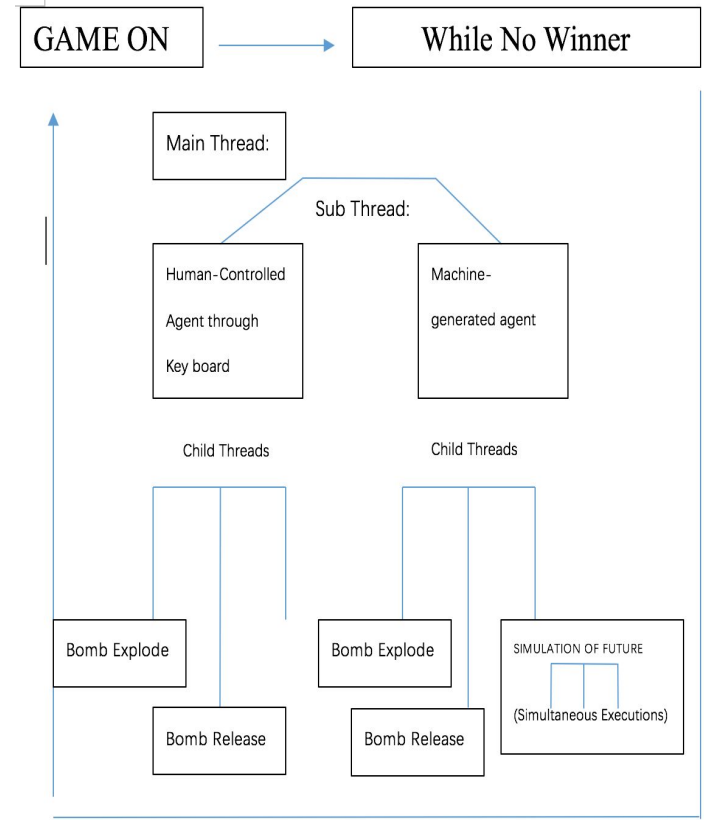 GAME ON
While No Winner
Main Thread:
Sub Thread:
Human-Controlled
Agent through
Key board
Machine-
generated agent
Child Threads
Child Threads
Bomb Explode
Bomb Release
Bomb Explode
Bomb Release
SIMULATION OF FUTURE
(Simultaneous Executions)